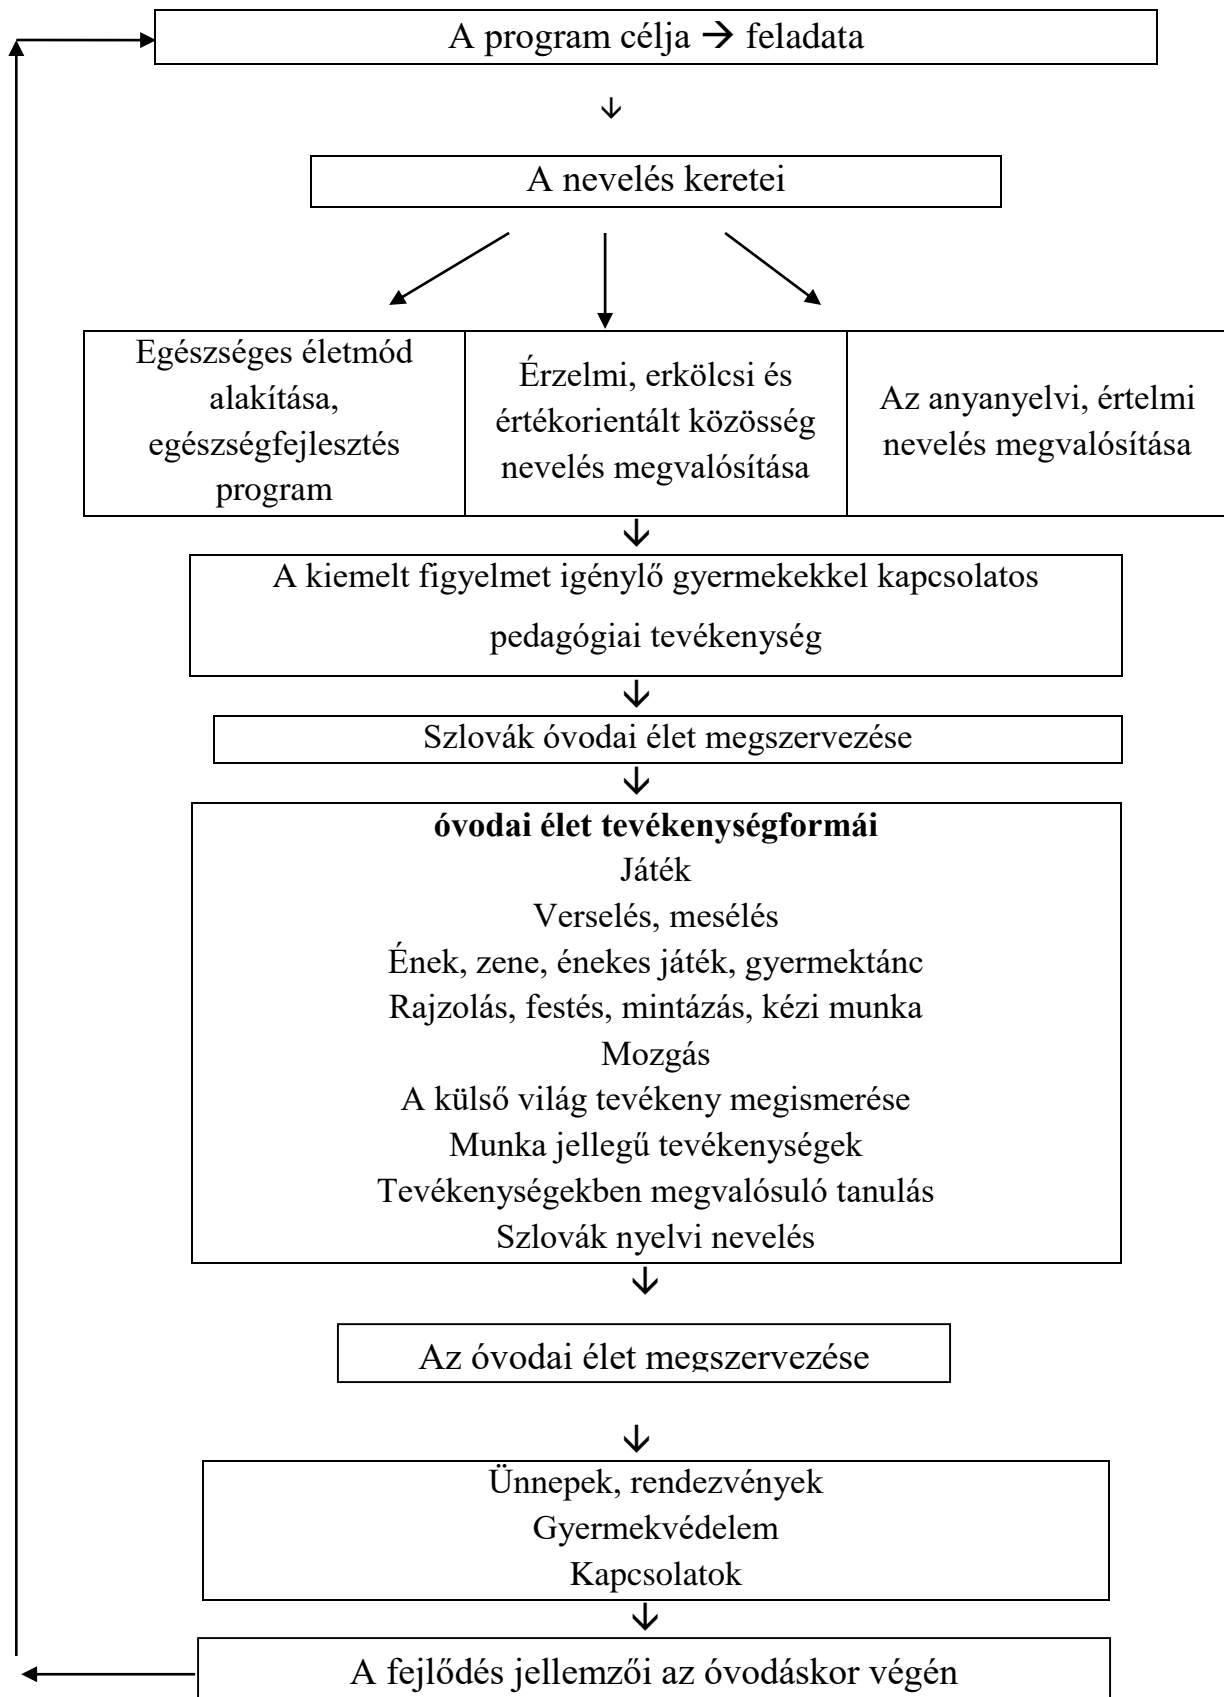 A program célja → feladata
A nevelés keretei
Egészséges életmód
alakítása,
egészségfejlesztés
program
Érzelmi, erkölcsi és
értékorientált közösség
nevelés megvalósítása
Az anyanyelvi, értelmi
nevelés megvalósítása
A kiemelt figyelmet igénylő gyermekekkel kapcsolatos
pedagógiai tevékenység
Szlovák óvodai élet megszervezése
óvodai élet tevékenységformái
Játék
Verselés, mesélés
Ének, zene, énekes játék, gyermektánc
Rajzolás, festés, mintázás, kézi munka
Mozgás
A külső világ tevékeny megismerése
Munka jellegű tevékenységek
Tevékenységekben megvalósuló tanulás
Szlovák nyelvi nevelés
Az óvodai élet megszervezése
Ünnepek, rendezvények
Gyermekvédelem
Kapcsolatok
A fejlődés jellemzői az óvodáskor végén